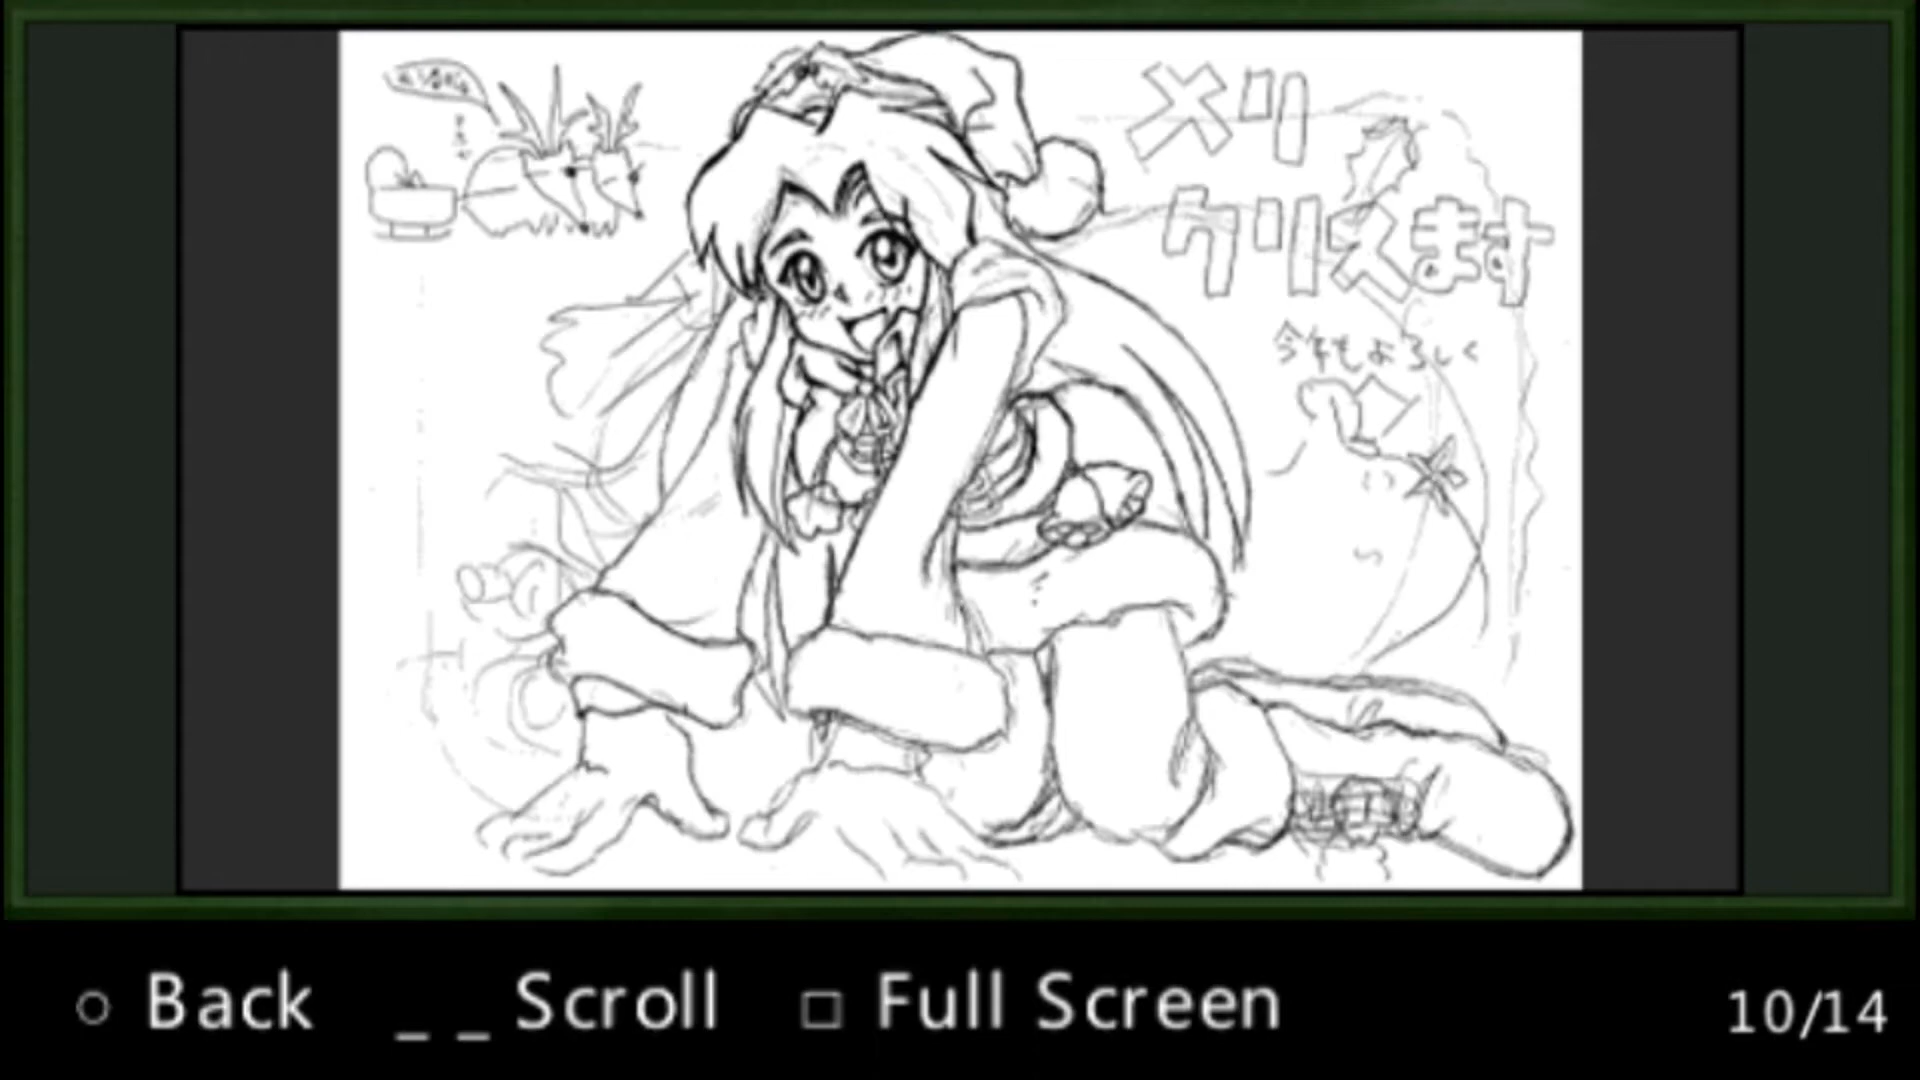 メリ
クリえます
今年もよろしく
○ Back _ _ Scroll □ Full Screen
10/14